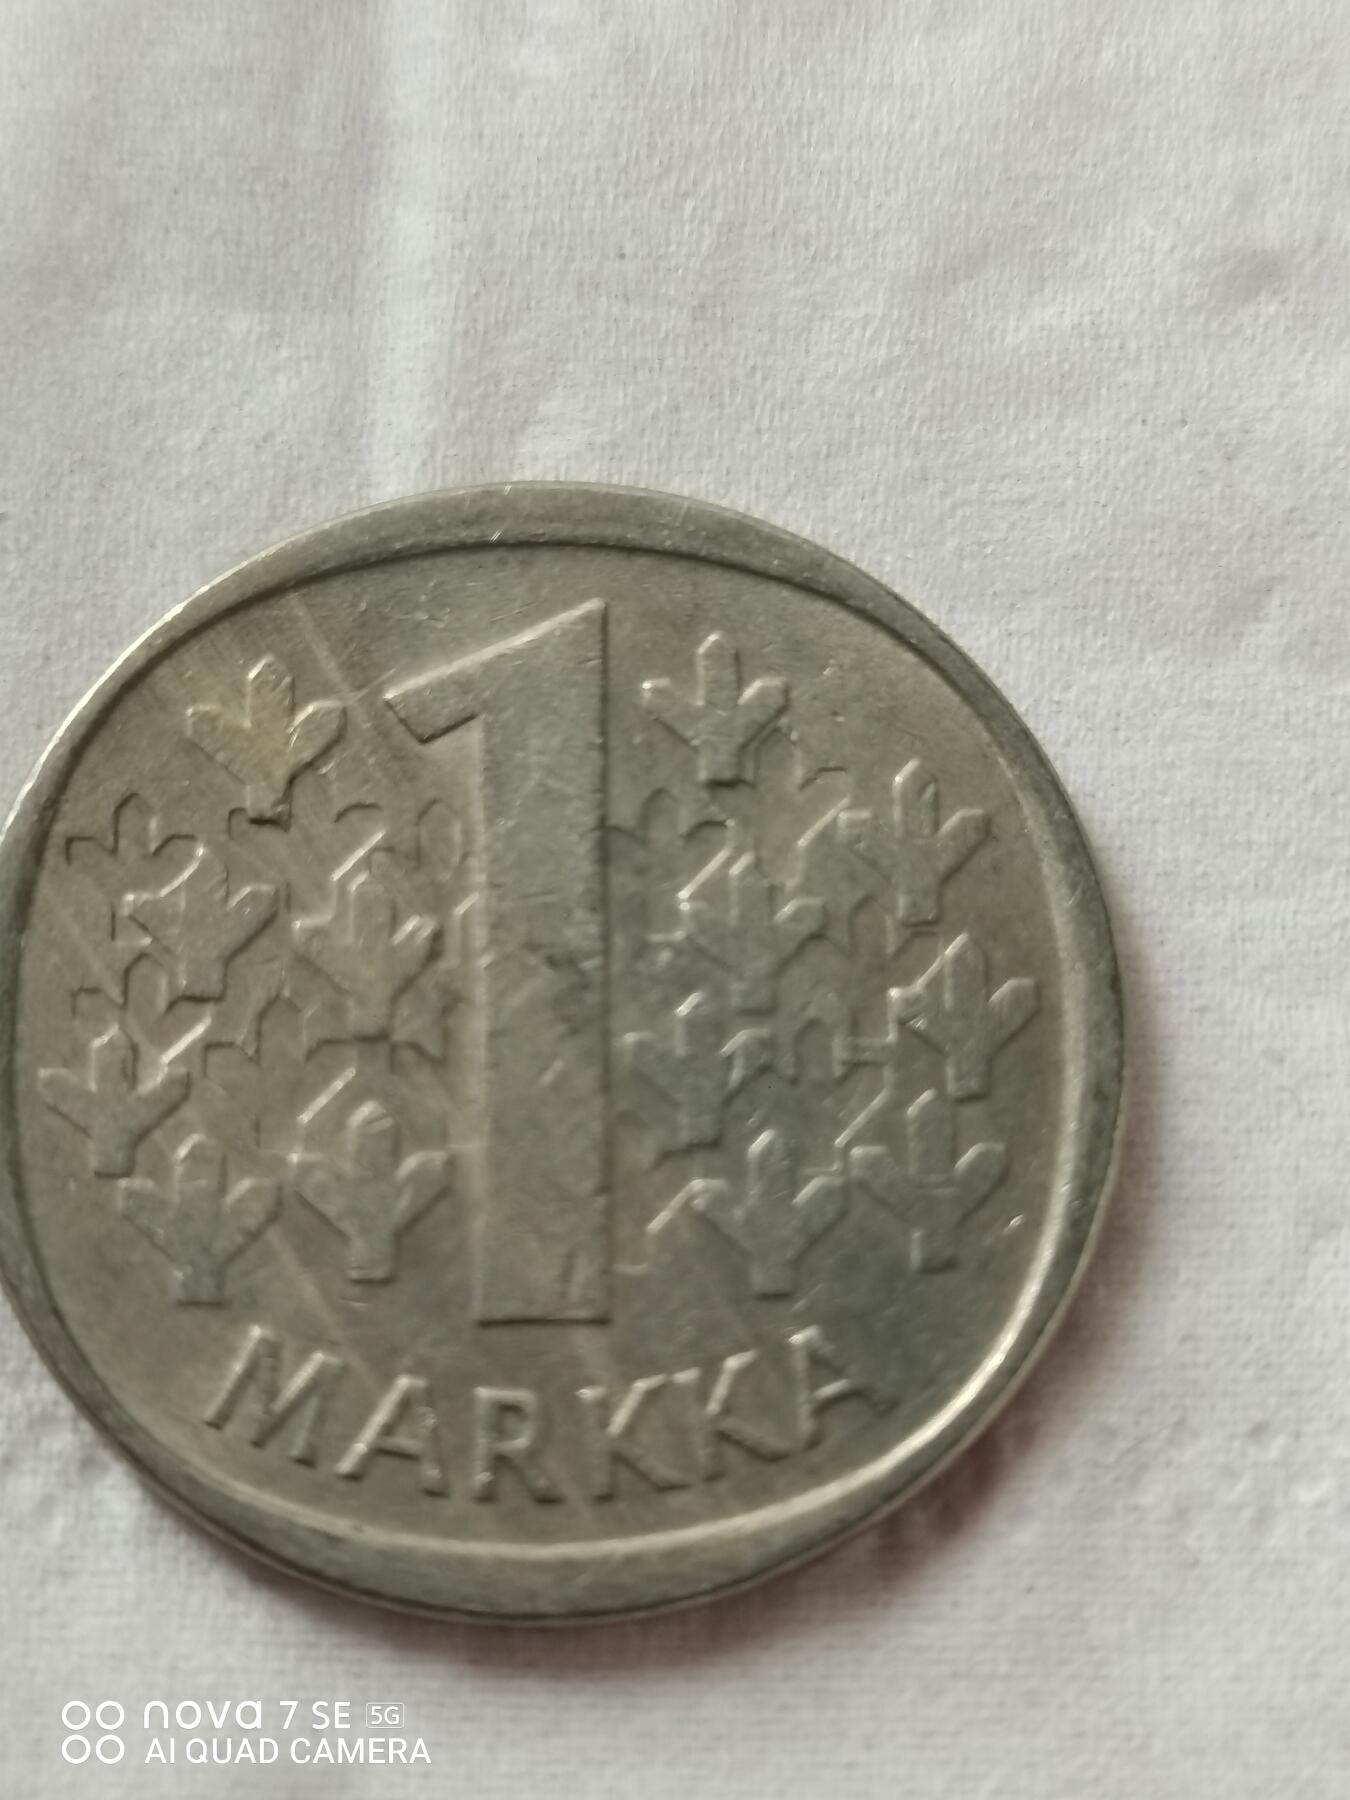 1
MARKKA
nova 7 SE 5G
AI QUAD CAMERA